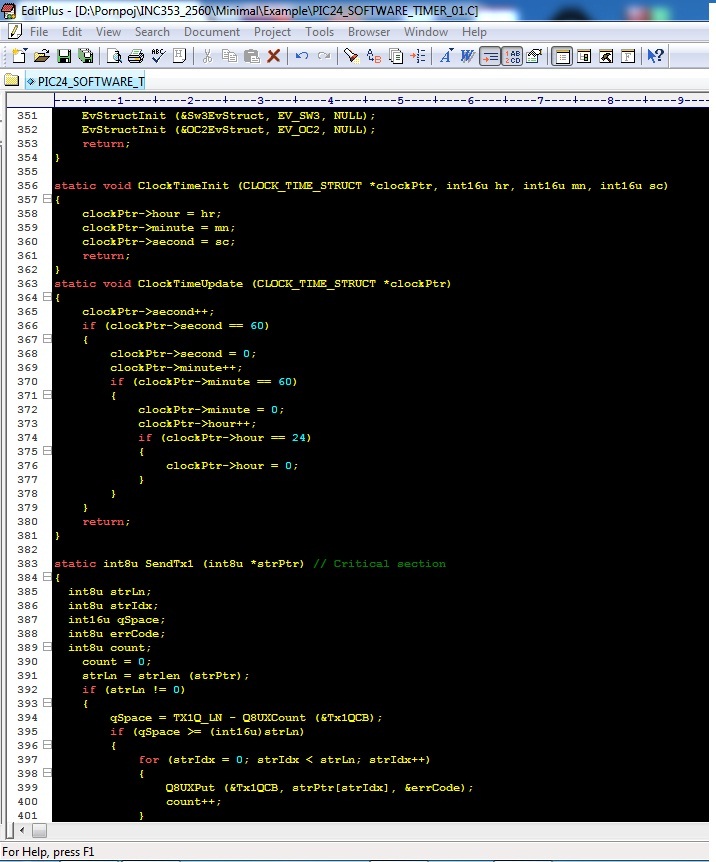 EditPlus - [D:\Pornpoj\INC353_2560\Minimal\Example\PIC24_SOFTWARE_TIMER_01.C]
File Edit View Search Document Project Tools Browser Window Help
PIC24_SOFTWARE_T
----+----1----+----2----+----3----+----4----+----5----+----6----+----7----+----8----+----9--
351     EvStructInit (&Sw3EvStruct, EV_SW3, NULL);
352     EvStructInit (&OC2EvStruct, EV_OC2, NULL);
353     return;
354 }
355
356 static void ClockTimeInit (CLOCK_TIME_STRUCT *clockPtr, int16u hr, int16u mn, int16u sc)
357 {
358     clockPtr->hour = hr;
359     clockPtr->minute = mn;
360     clockPtr->second = sc;
361     return;
362 }
363 static void ClockTimeUpdate (CLOCK_TIME_STRUCT *clockPtr)
364 {
365     clockPtr->second++;
366     if (clockPtr->second == 60)
367     {
368         clockPtr->second = 0;
369         clockPtr->minute++;
370         if (clockPtr->minute == 60)
371         {
372             clockPtr->minute = 0;
373             clockPtr->hour++;
374             if (clockPtr->hour == 24)
375             {
376                 clockPtr->hour = 0;
377             }
378         }
379     }
380     return;
381 }
382
383 static int8u SendTx1 (int8u *strPtr) // Critical section
384 {
385   int8u strLn;
386   int8u strIdx;
387   int16u qSpace;
388   int8u errCode;
389   int8u count;
390     count = 0;
391     strLn = strlen (strPtr);
392     if (strLn != 0)
393     {
394         qSpace = TX1Q_LN - Q8UXCount (&Tx1QCB);
395         if (qSpace >= (int16u)strLn)
396         {
397             for (strIdx = 0; strIdx < strLn; strIdx++)
398             {
399                 Q8UXPut (&Tx1QCB, strPtr[strIdx], &errCode);
400                 count++;
401             }
For Help, press F1